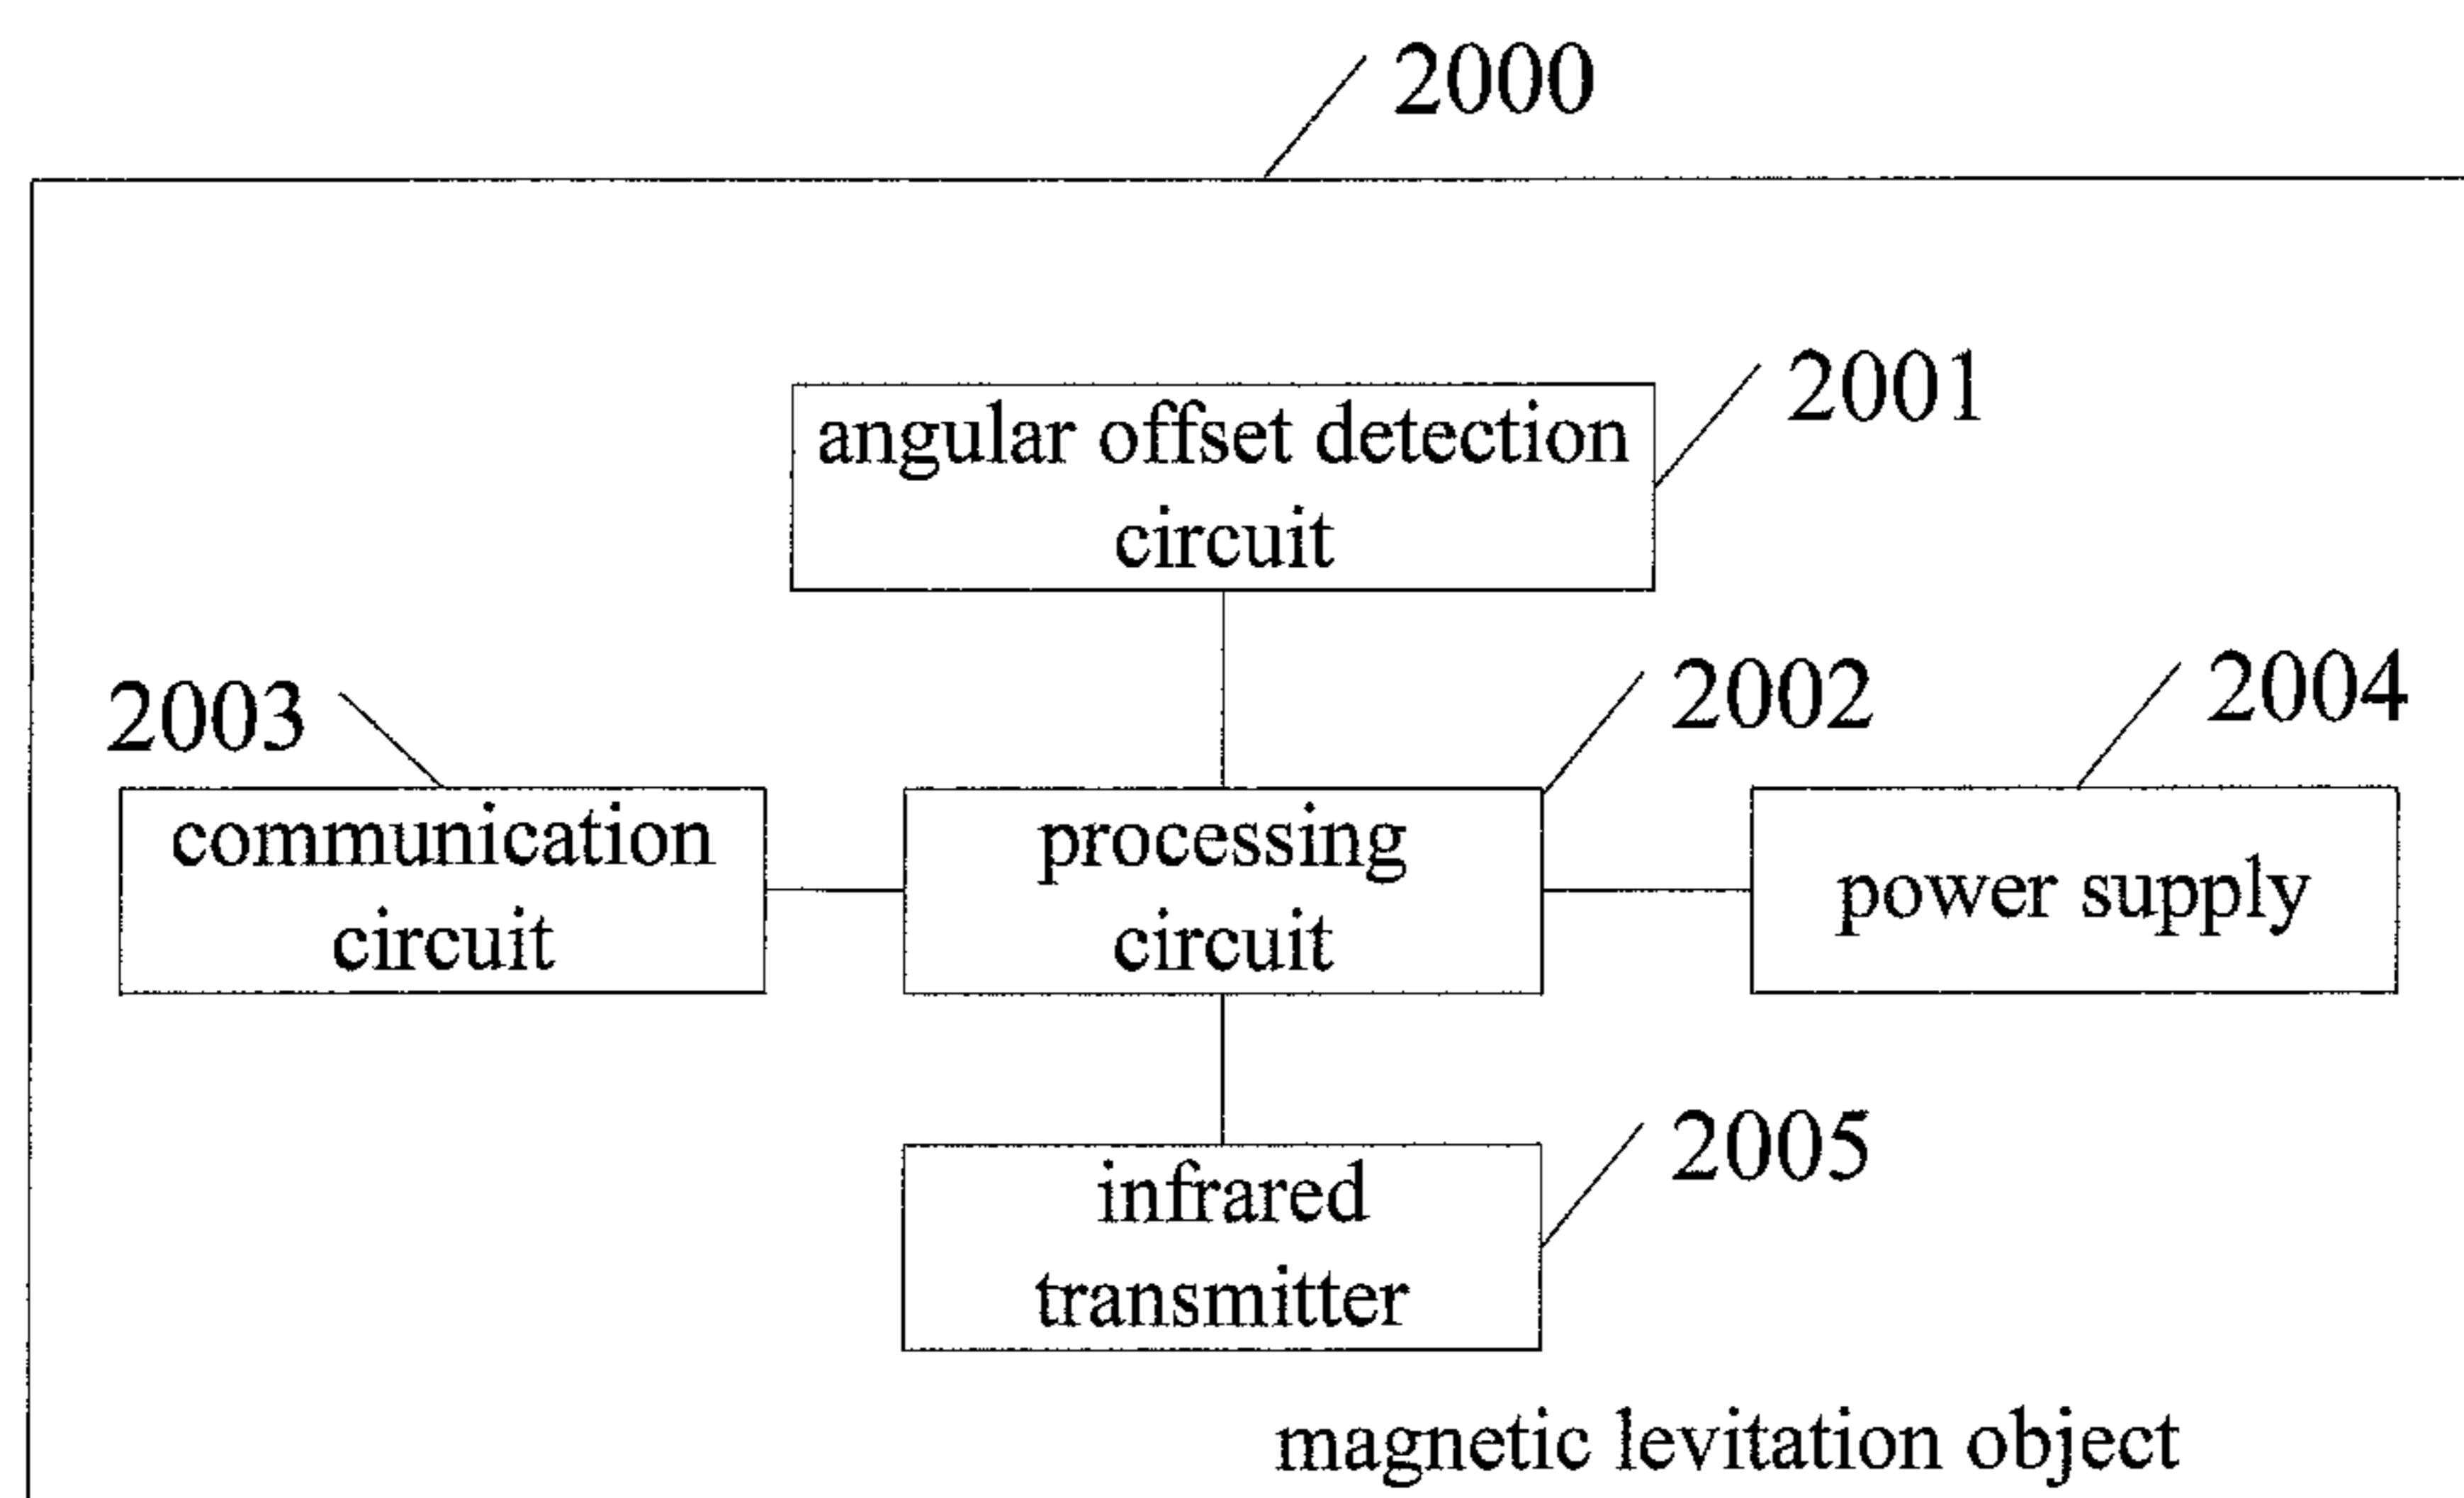 2000
angular offset detection
circuit
2001
2003
2002
2004
communication
circuit
processing
circuit
power supply
infrared
transmitter
2005
magnetic levitation object